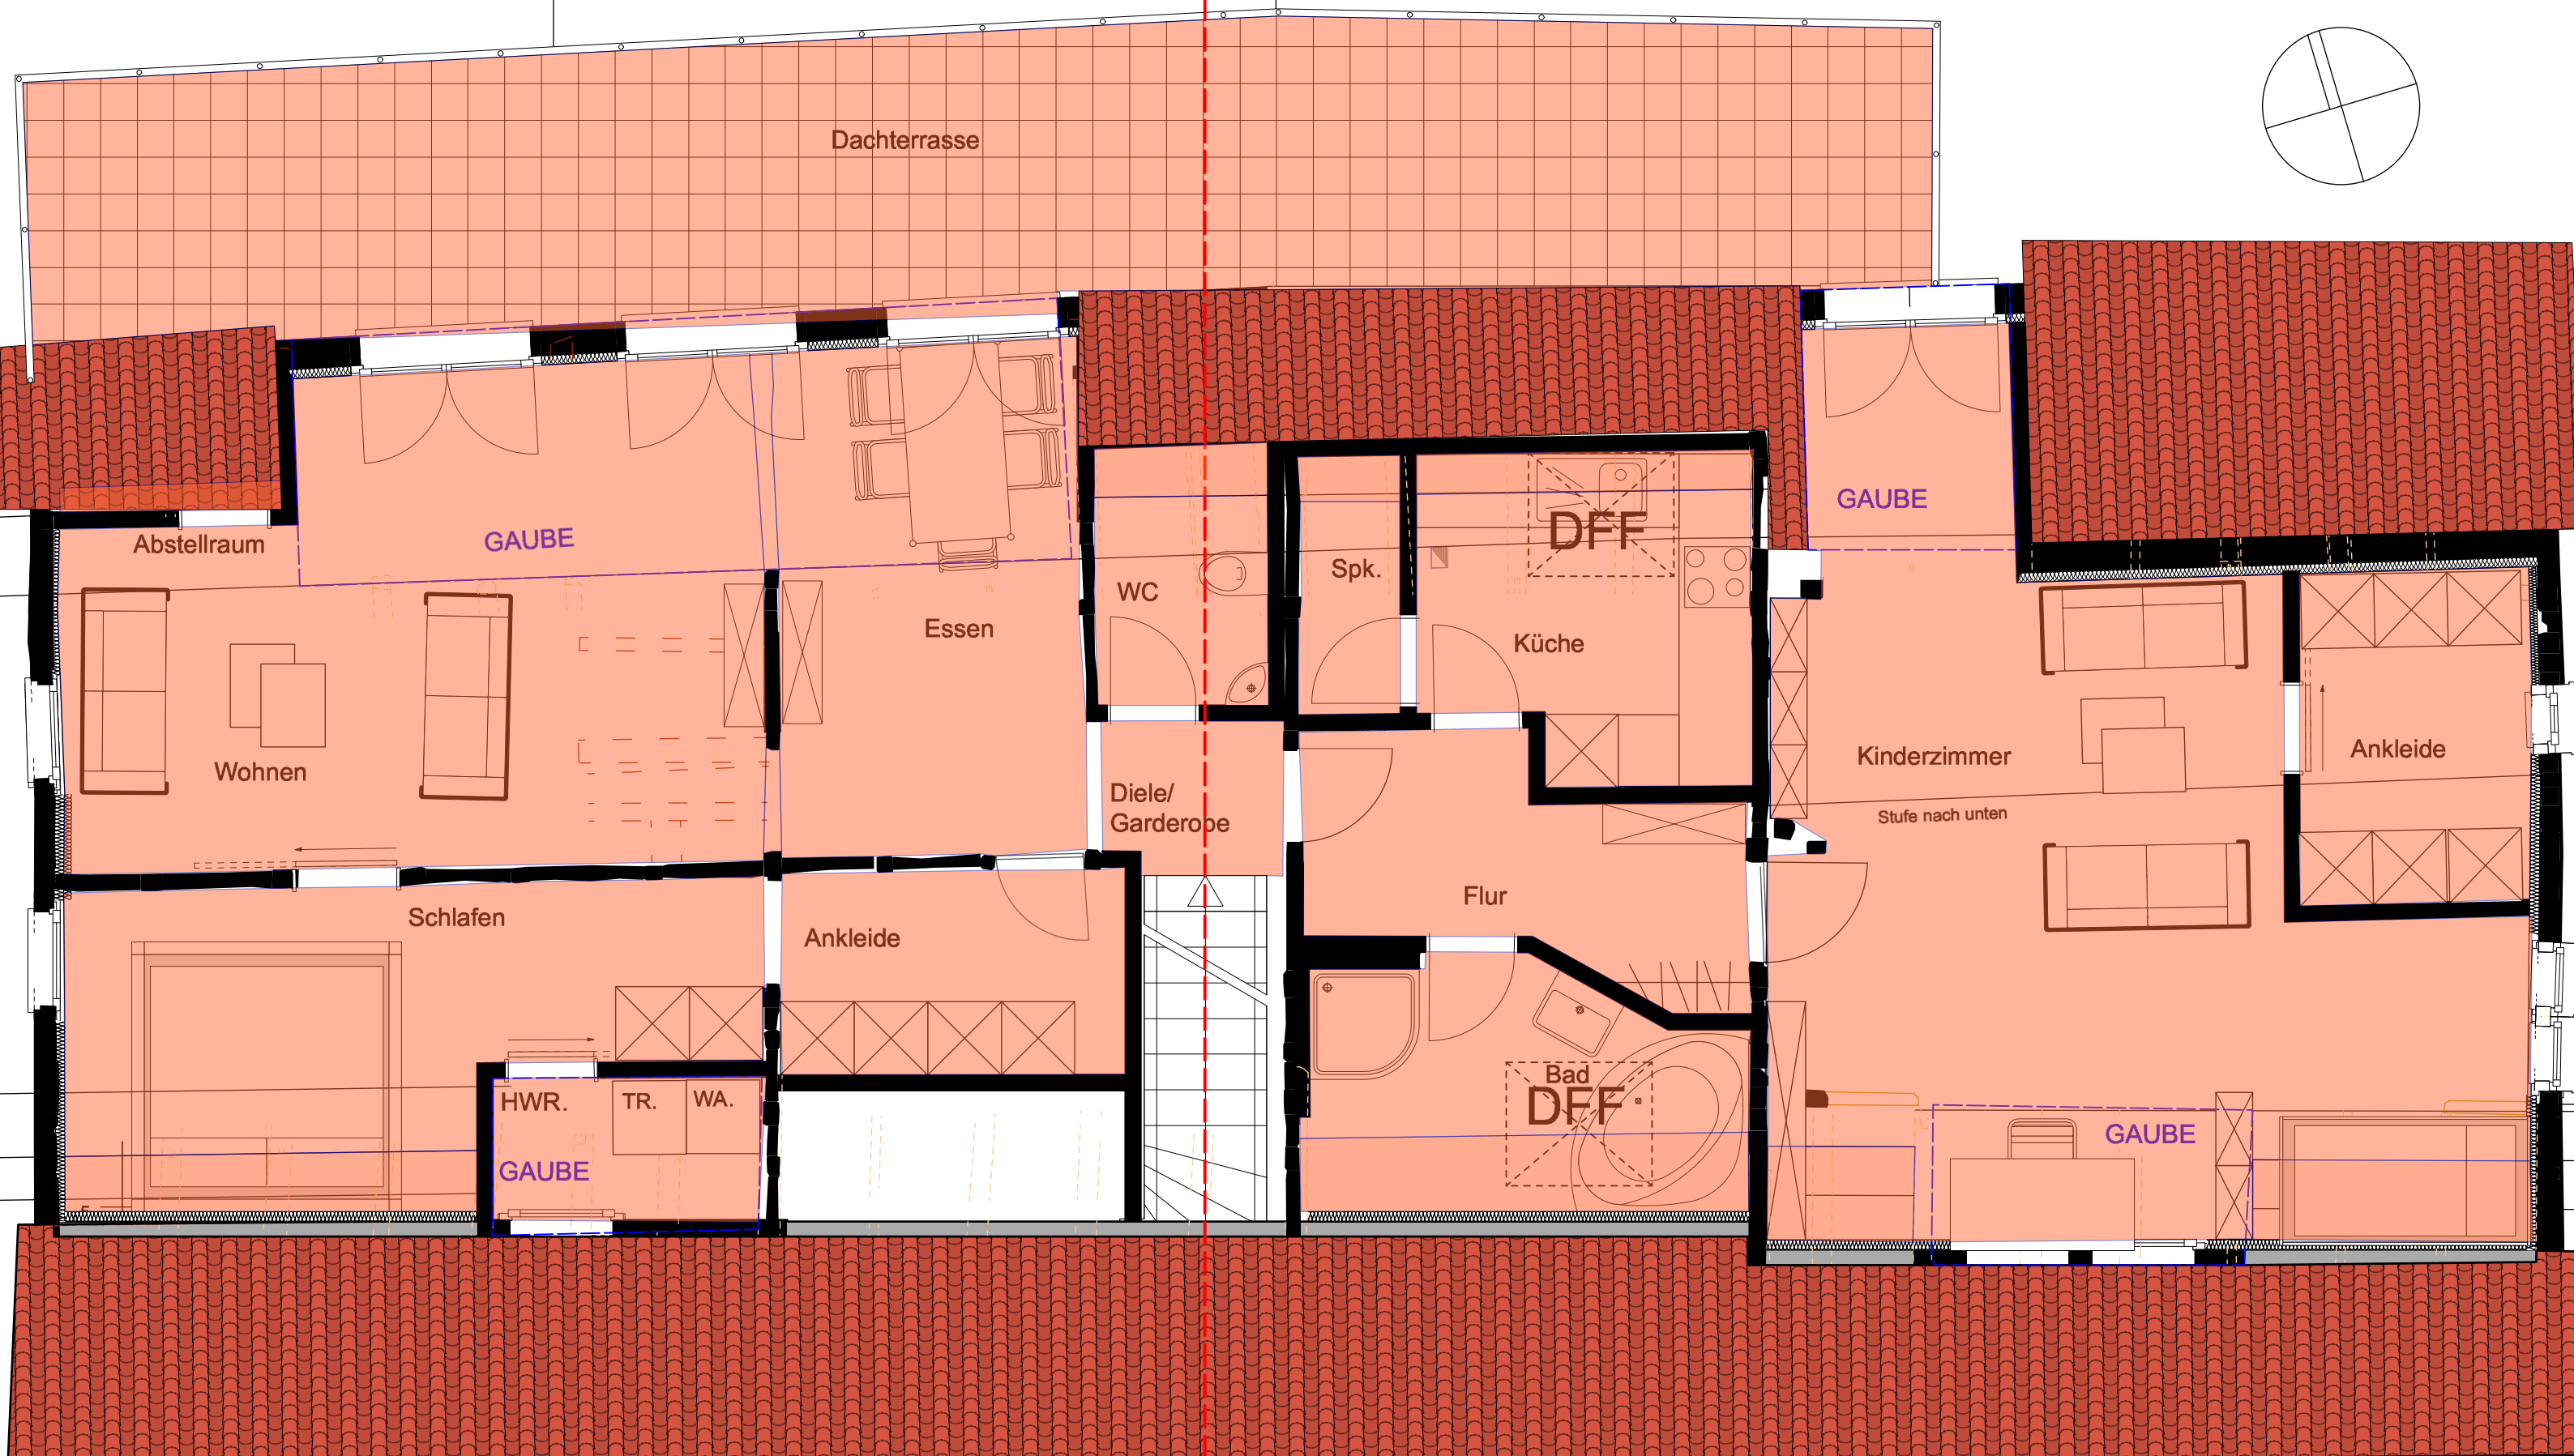 Dachterrasse
GAUBE
GAUBE
Abstellraum
DFF
Spk.
WC
Essen
Küche
Wohnen
Kinderzimmer
Ankleide
Diele/
Garderobe
Stufe nach unten
Flur
Schlafen
Ankleide
Bad
DFF
HWR.
TR.
WA.
GAUBE
GAUBE